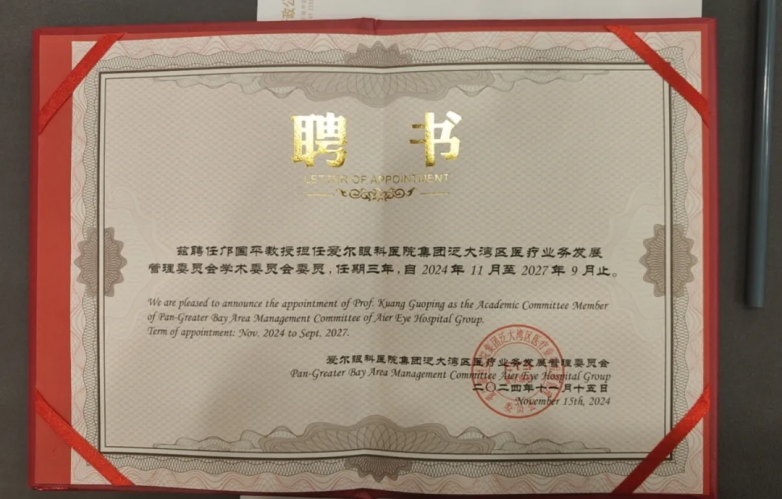 聘书
LETTER OF APPOINTMENT
兹聘任邝国平教授担任爱尔眼科医院集团泛大湾区医疗业务发展
管理委员会学术委员会委员，任期三年，自 2024 年 11 月至 2027 年 9 月止。
We are pleased to announce the appointment of Prof. Kuang Guoping as the Academic Committee Member
of Pan-Greater Bay Area Management Committee of Aier Eye Hospital Group.
Term of appointment: Nov. 2024 to Sept. 2027.
爱尔眼科医院集团泛大湾区医疗业务发展管理委员会
Pan-Greater Bay Area Management Committee Aier Eye Hospital Group
二〇二四年十一月十五日
November 15th, 2024